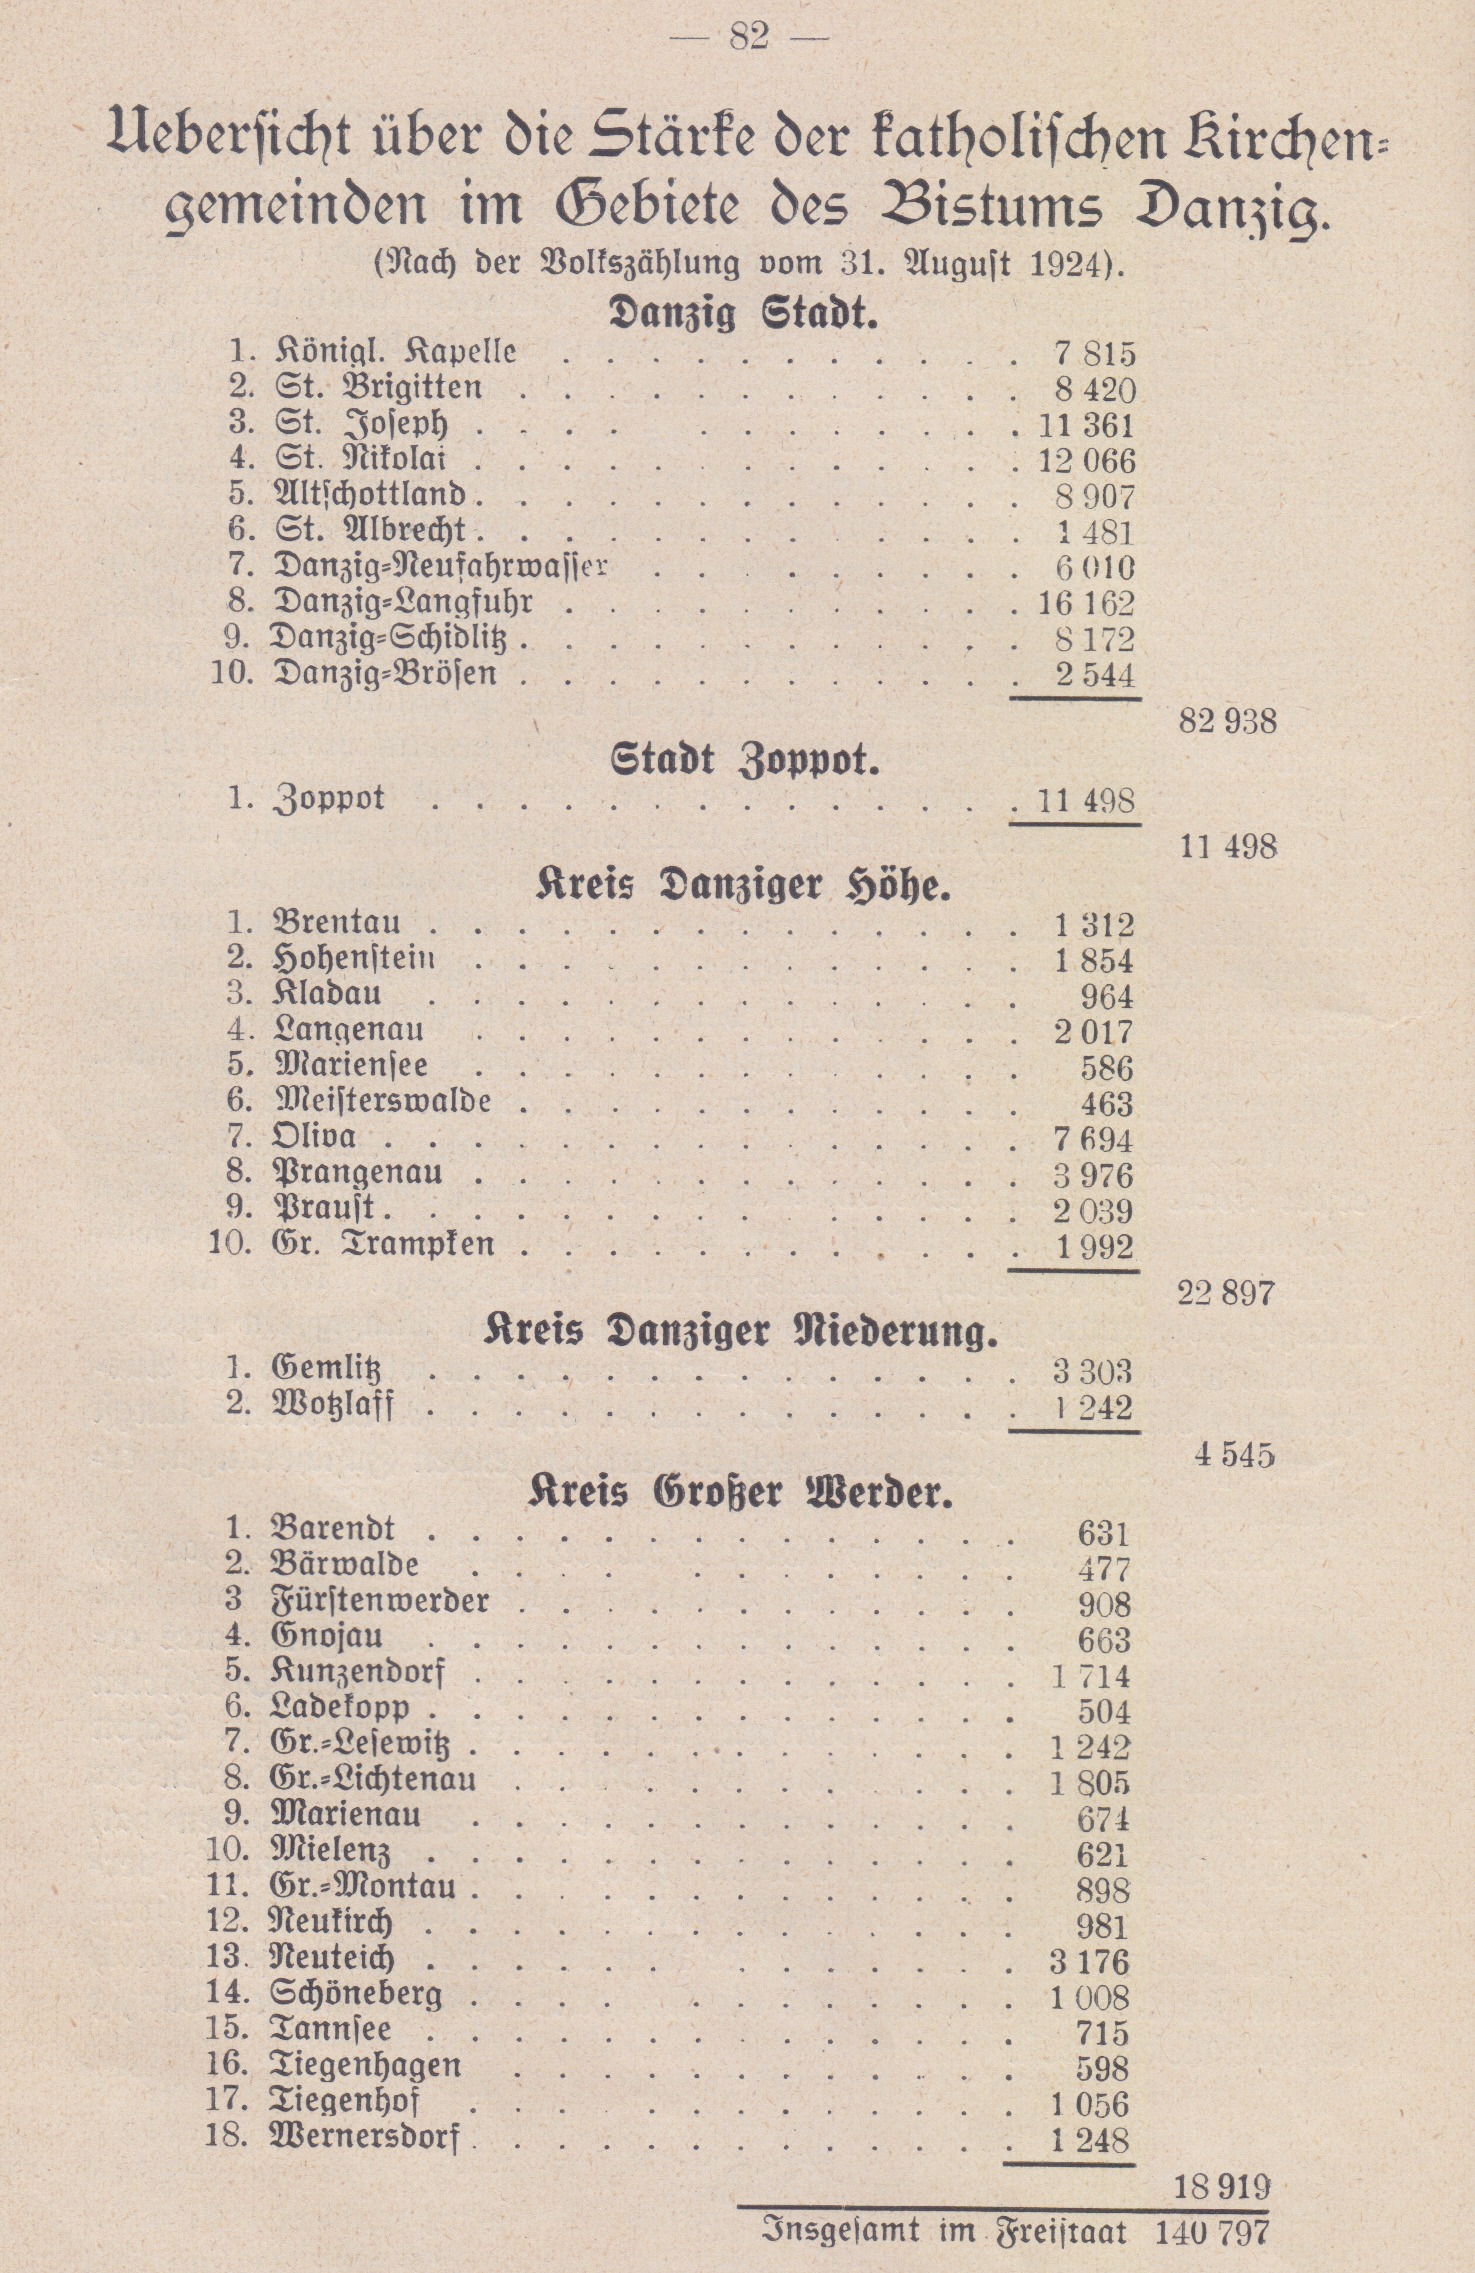 — 82 —
Ueberſicht über die Stärke der katholiſchen Kirchen-
gemeinden im Gebiete des Bistums Danzig.
(Nach der Volkszählung vom 31. Auguſt 1924).
Danzig Stadt.
1. Königl. Kapelle . . . . . . . . . . . 7 815
2. St. Brigitten . . . . . . . . . . . . 8 420
3. St. Joſeph . . . . . . . . . . . . 11 361
4. St. Nikolai . . . . . . . . . . . . . 12 066
5. Altſchottland . . . . . . . . . . . . . 8 907
6. St. Albrecht . . . . . . . . . . . . . 1 481
7. Danzig-Neufahrwaſſer . . . . . . . . 6 010
8. Danzig-Langfuhr . . . . . . . . . . . 16 162
9. Danzig-Schidlitz . . . . . . . . . . . . 8 172
10. Danzig-Bröſen . . . . . . . . . . . . 2 544
82 938
Stadt Zoppot.
1. Zoppot . . . . . . . . . . . . . . 11 498
11 498
Kreis Danziger Höhe.
1. Brentau . . . . . . . . . . . . . . 1 312
2. Hohenſtein . . . . . . . . . . . . . 1 854
3. Kladau . . . . . . . . . . . . . . 964
4. Langenau . . . . . . . . . . . . . 2 017
5. Marienſee . . . . . . . . . . . . . 586
6. Meiſterswalde . . . . . . . . . . . . 463
7. Oliva . . . . . . . . . . . . . . . 7 694
8. Prangenau . . . . . . . . . . . . . 3 976
9. Prauſt . . . . . . . . . . . . . . 2 039
10. Gr. Trampken . . . . . . . . . . . . 1 992
22 897
Kreis Danziger Niederung.
1. Gemlitz . . . . . . . . . . . . . . 3 303
2. Wotzlaff . . . . . . . . . . . . . . 1 242
4 545
Kreis Großer Werder.
1. Barendt . . . . . . . . . . . . . . 631
2. Bärwalde . . . . . . . . . . . . 477
3 Fürſtenwerder . . . . . . . . . . . . 908
4. Gnojau . . . . . . . . . . . . . . 663
5. Kunzendorf . . . . . . . . . . . . . 1 714
6. Ladekopp . . . . . . . . . . . . . . 504
7. Gr.-Leſewitz . . . . . . . . . . . . . 1 242
8. Gr.-Lichtenau . . . . . . . . . . . 1 805
9. Marienau . . . . . . . . . . . . . 674
10. Mielenz . . . . . . . . . . . . . . 621
11. Gr.-Montau . . . . . . . . . . . . . 898
12. Neukirch . . . . . . . . . . . . . . 981
13. Neuteich . . . . . . . . . . . . . 3 176
14. Schöneberg . . . . . . . . . . . . 1 008
15. Tannſee . . . . . . . . . . . . . . 715
16. Tiegenhagen . . . . . . . . . . . . 598
17. Tiegenhof . . . . . . . . . . . . 1 056
18. Wernersdorf . . . . . . . . . . . . . 1 248
18 919
Insgeſamt im Freiſtaat 140 797